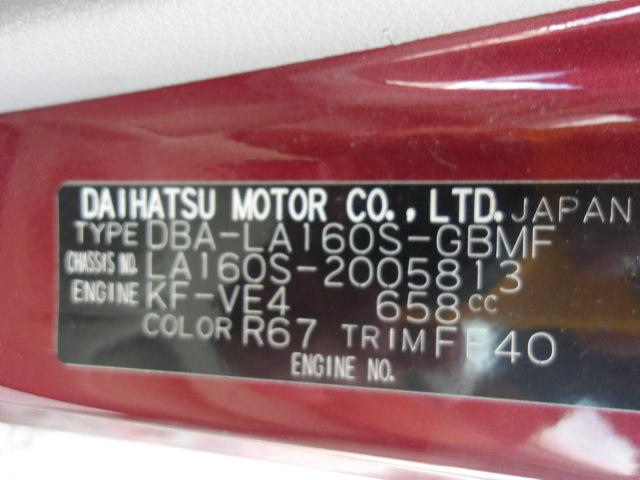 DAIHATSU MOTOR CO., LTD. JAPAN
TYPE DBA-LA160S-GBMF
CHASSIS NO. LA160S-2005813
ENGINE KF-VE4 658cc
COLOR R67 TRIM FF40
ENGINE NO.